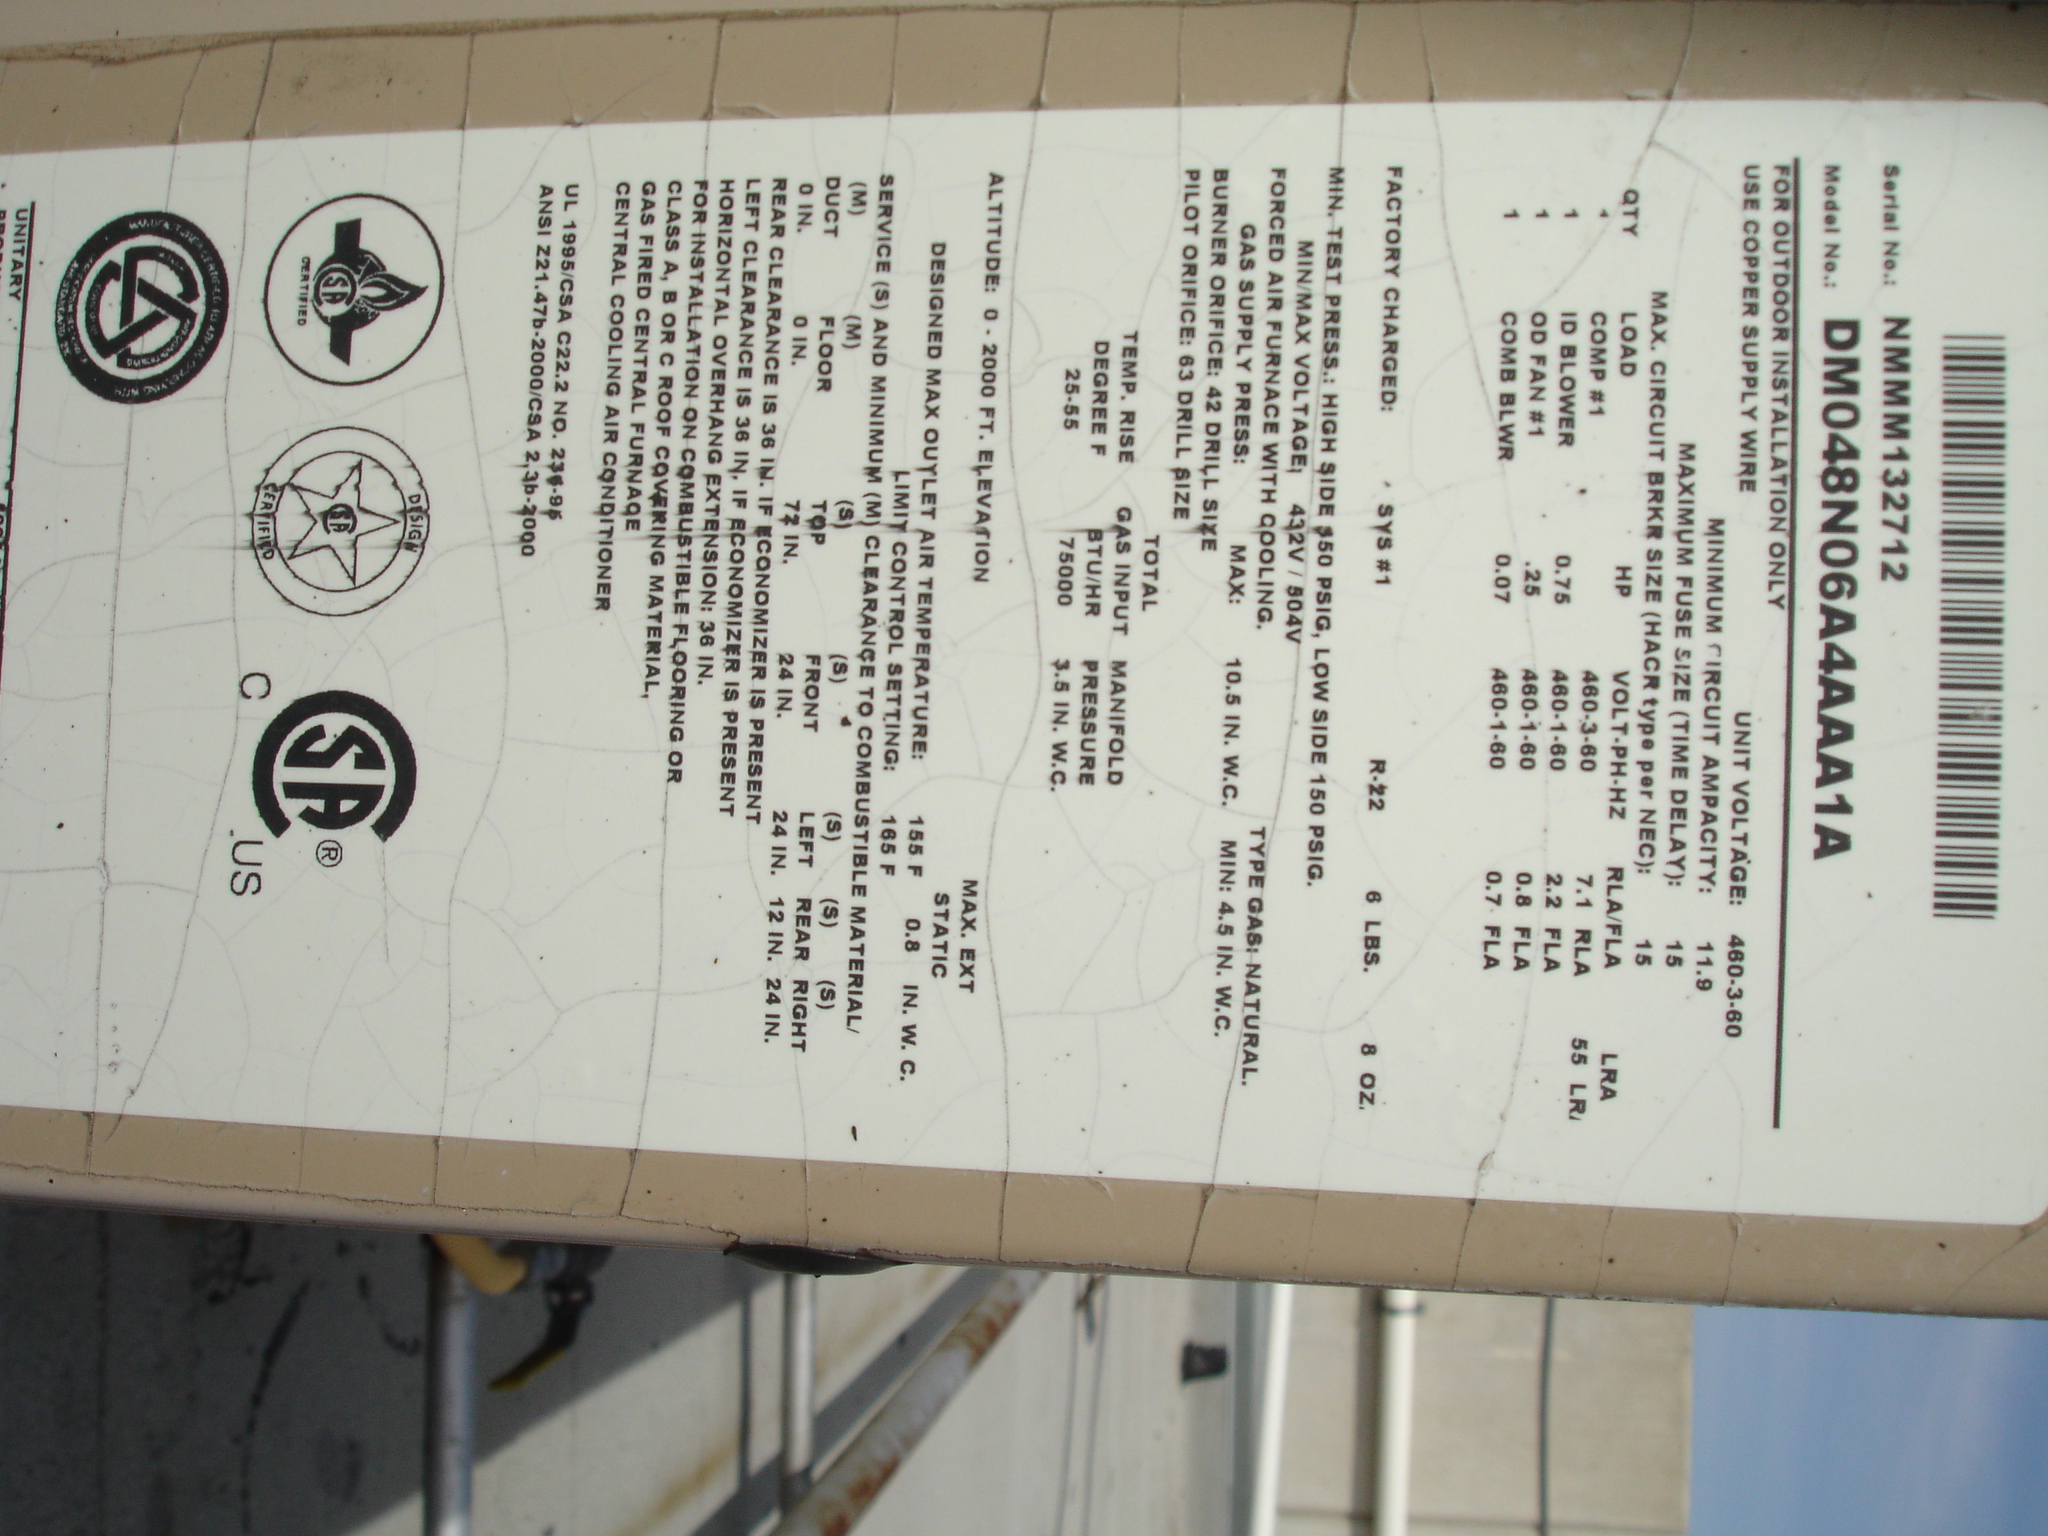 Serial No.: NMMM132712
Model No.: DM048N06A4AAA1A
FOR OUTDOOR INSTALLATION ONLY
USE COPPER SUPPLY WIRE
UNIT VOLTAGE: 460-3-60
MINIMUM CIRCUIT AMPACITY: 11.9
MAXIMUM FUSE SIZE (TIME DELAY): 15
MAX. CIRCUIT BRKR SIZE (HACR type per NEC): 15
QTY LOAD HP VOLT-PH-HZ RLA/FLA LRA
1 COMP #1 460-3-60 7.1 RLA 55 LRA
1 ID BLOWER 0.75 460-1-60 2.2 FLA
1 OD FAN #1 .25 460-1-60 0.8 FLA
1 COMB BLWR 0.07 460-1-60 0.7 FLA
FACTORY CHARGED: SYS #1 R-22 6 LBS. 8 OZ.
MIN. TEST PRESS.: HIGH SIDE 350 PSIG, LOW SIDE 150 PSIG.
MIN/MAX VOLTAGE: 432V / 504V
FORCED AIR FURNACE WITH COOLING. TYPE GAS: NATURAL.
GAS SUPPLY PRESS: MAX: 10.5 IN. W.C. MIN: 4.5 IN. W.C.
BURNER ORIFICE: 42 DRILL SIZE
PILOT ORIFICE: 63 DRILL SIZE
TOTAL
TEMP. RISE GAS INPUT MANIFOLD
DEGREE F BTU/HR PRESSURE
25-55 75000 3.5 IN. W.C.
ALTITUDE: 0 - 2000 FT. ELEVATION
MAX. EXT
STATIC
DESIGNED MAX OUYLET AIR TEMPERATURE: 155 F 0.8 IN. W. C.
LIMIT CONTROL SETTING: 165 F
SERVICE (S) AND MINIMUM (M) CLEARANCE TO COMBUSTIBLE MATERIAL/
(M) (M) (S) (S) (S) (S) (S)
DUCT FLOOR TOP FRONT LEFT REAR RIGHT
0 IN. 0 IN. 72 IN. 24 IN. 24 IN. 12 IN. 24 IN.
REAR CLEARANCE IS 36 IN. IF ECONOMIZER IS PRESENT
LEFT CLEARANCE IS 36 IN. IF ECONOMIZER IS PRESENT
HORIZONTAL OVERHANG EXTENSION: 36 IN.
FOR INSTALLATION ON COMBUSTIBLE FLOORING OR
CLASS A, B OR C ROOF COVERING MATERIAL,
GAS FIRED CENTRAL FURNACE
CENTRAL COOLING AIR CONDITIONER
UL 1995/CSA C22.2 NO. 236-95
ANSI Z21.47b-2000/CSA 2.3b-2000
SA CERTIFIED
DESIGN SA CERTIFIED
SA ®
C US
UNITARY